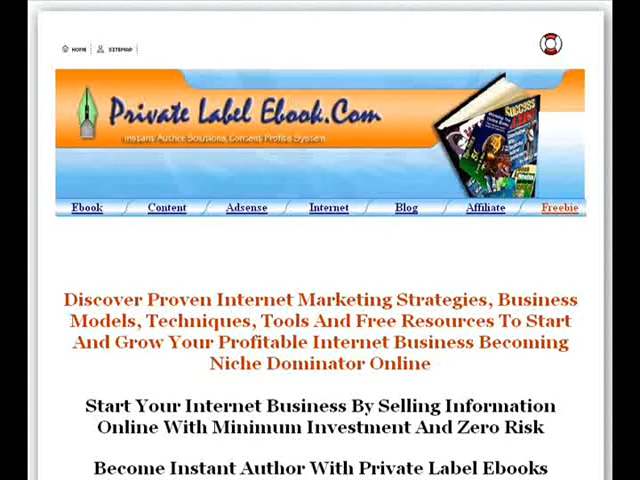 HOME SITEMAP
Private Label Ebook.Com
Instant Author Solutions, Content Profits System
SUCCESS
Ebook Content Adsense Internet Blog Affiliate Freebie
Discover Proven Internet Marketing Strategies, Business
Models, Techniques, Tools And Free Resources To Start
And Grow Your Profitable Internet Business Becoming
Niche Dominator Online
Start Your Internet Business By Selling Information
Online With Minimum Investment And Zero Risk
Become Instant Author With Private Label Ebooks